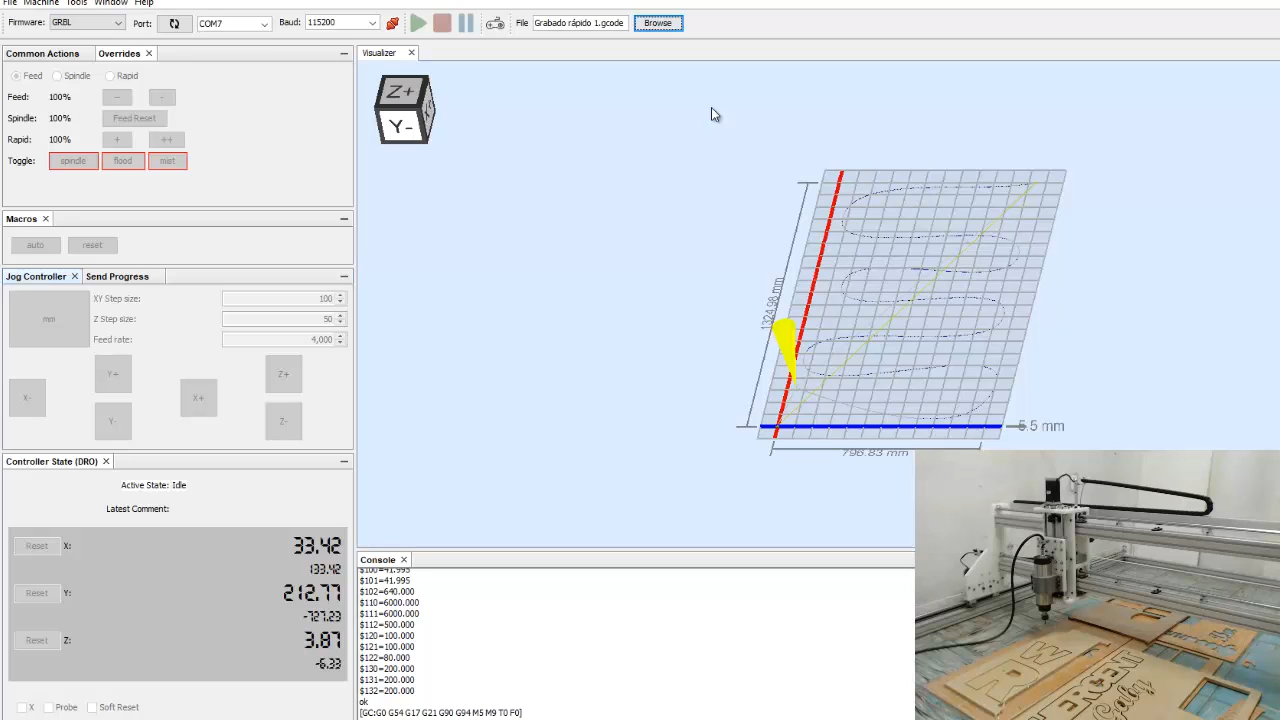 File Machine Tools Window Help
Firmware: GRBL Port: COM7 Baud: 115200 File Grabado rápido 1.gcode Browse
Common Actions Overrides
Feed Spindle Rapid
Feed: 100% -- -
Spindle: 100% Feed Reset
Rapid: 100% + ++
Toggle: spindle flood mist
Macros
auto reset
Jog Controller Send Progress
mm
XY Step size: 100
Z Step size: 50
Feed rate: 4,000
Y+ Z+
X- X+
Y- Z-
Controller State (DRO)
Active State: Idle
Latest Comment:
Reset X: 33.42
133.42
Reset Y: 212.77
-727.23
Reset Z: 3.87
-6.33
X Probe Soft Reset
Visualizer
Z+
Y-
1324.98 mm
5.5 mm
796.83 mm
Console
$100=41.995
$101=41.995
$102=640.000
$110=6000.000
$111=6000.000
$112=500.000
$120=100.000
$121=100.000
$122=80.000
$130=200.000
$131=200.000
$132=200.000
ok
[GC:G0 G54 G17 G21 G90 G94 M5 M9 T0 F0]
Gaby